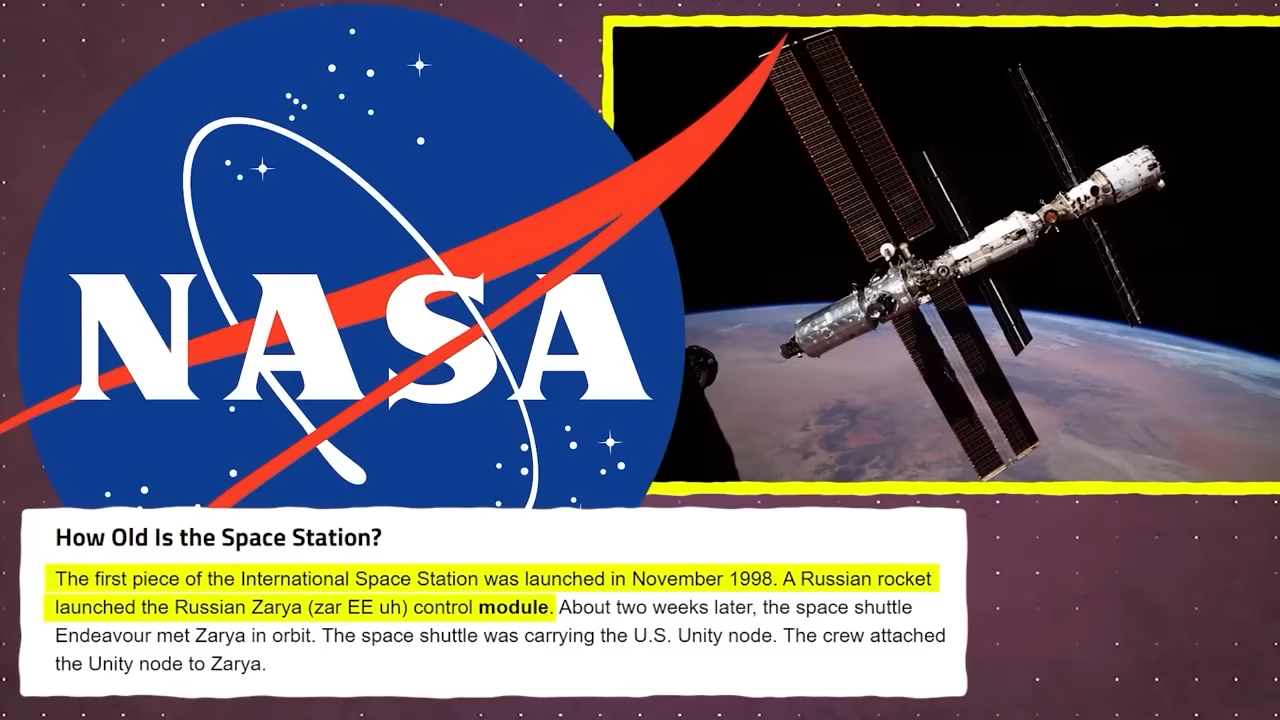 NASA
How Old Is the Space Station?
The first piece of the International Space Station was launched in November 1998. A Russian rocket
launched the Russian Zarya (zar EE uh) control module. About two weeks later, the space shuttle
Endeavour met Zarya in orbit. The space shuttle was carrying the U.S. Unity node. The crew attached
the Unity node to Zarya.